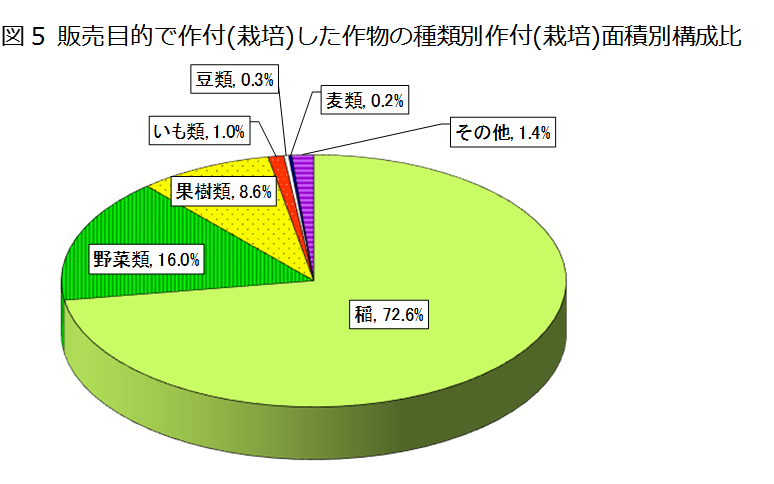 図５ 販売目的で作付(栽培)した作物の種類別作付(栽培)面積別構成比
豆類, 0.3%
麦類, 0.2%
いも類, 1.0%
その他, 1.4%
果樹類, 8.6%
野菜類, 16.0%
稲, 72.6%